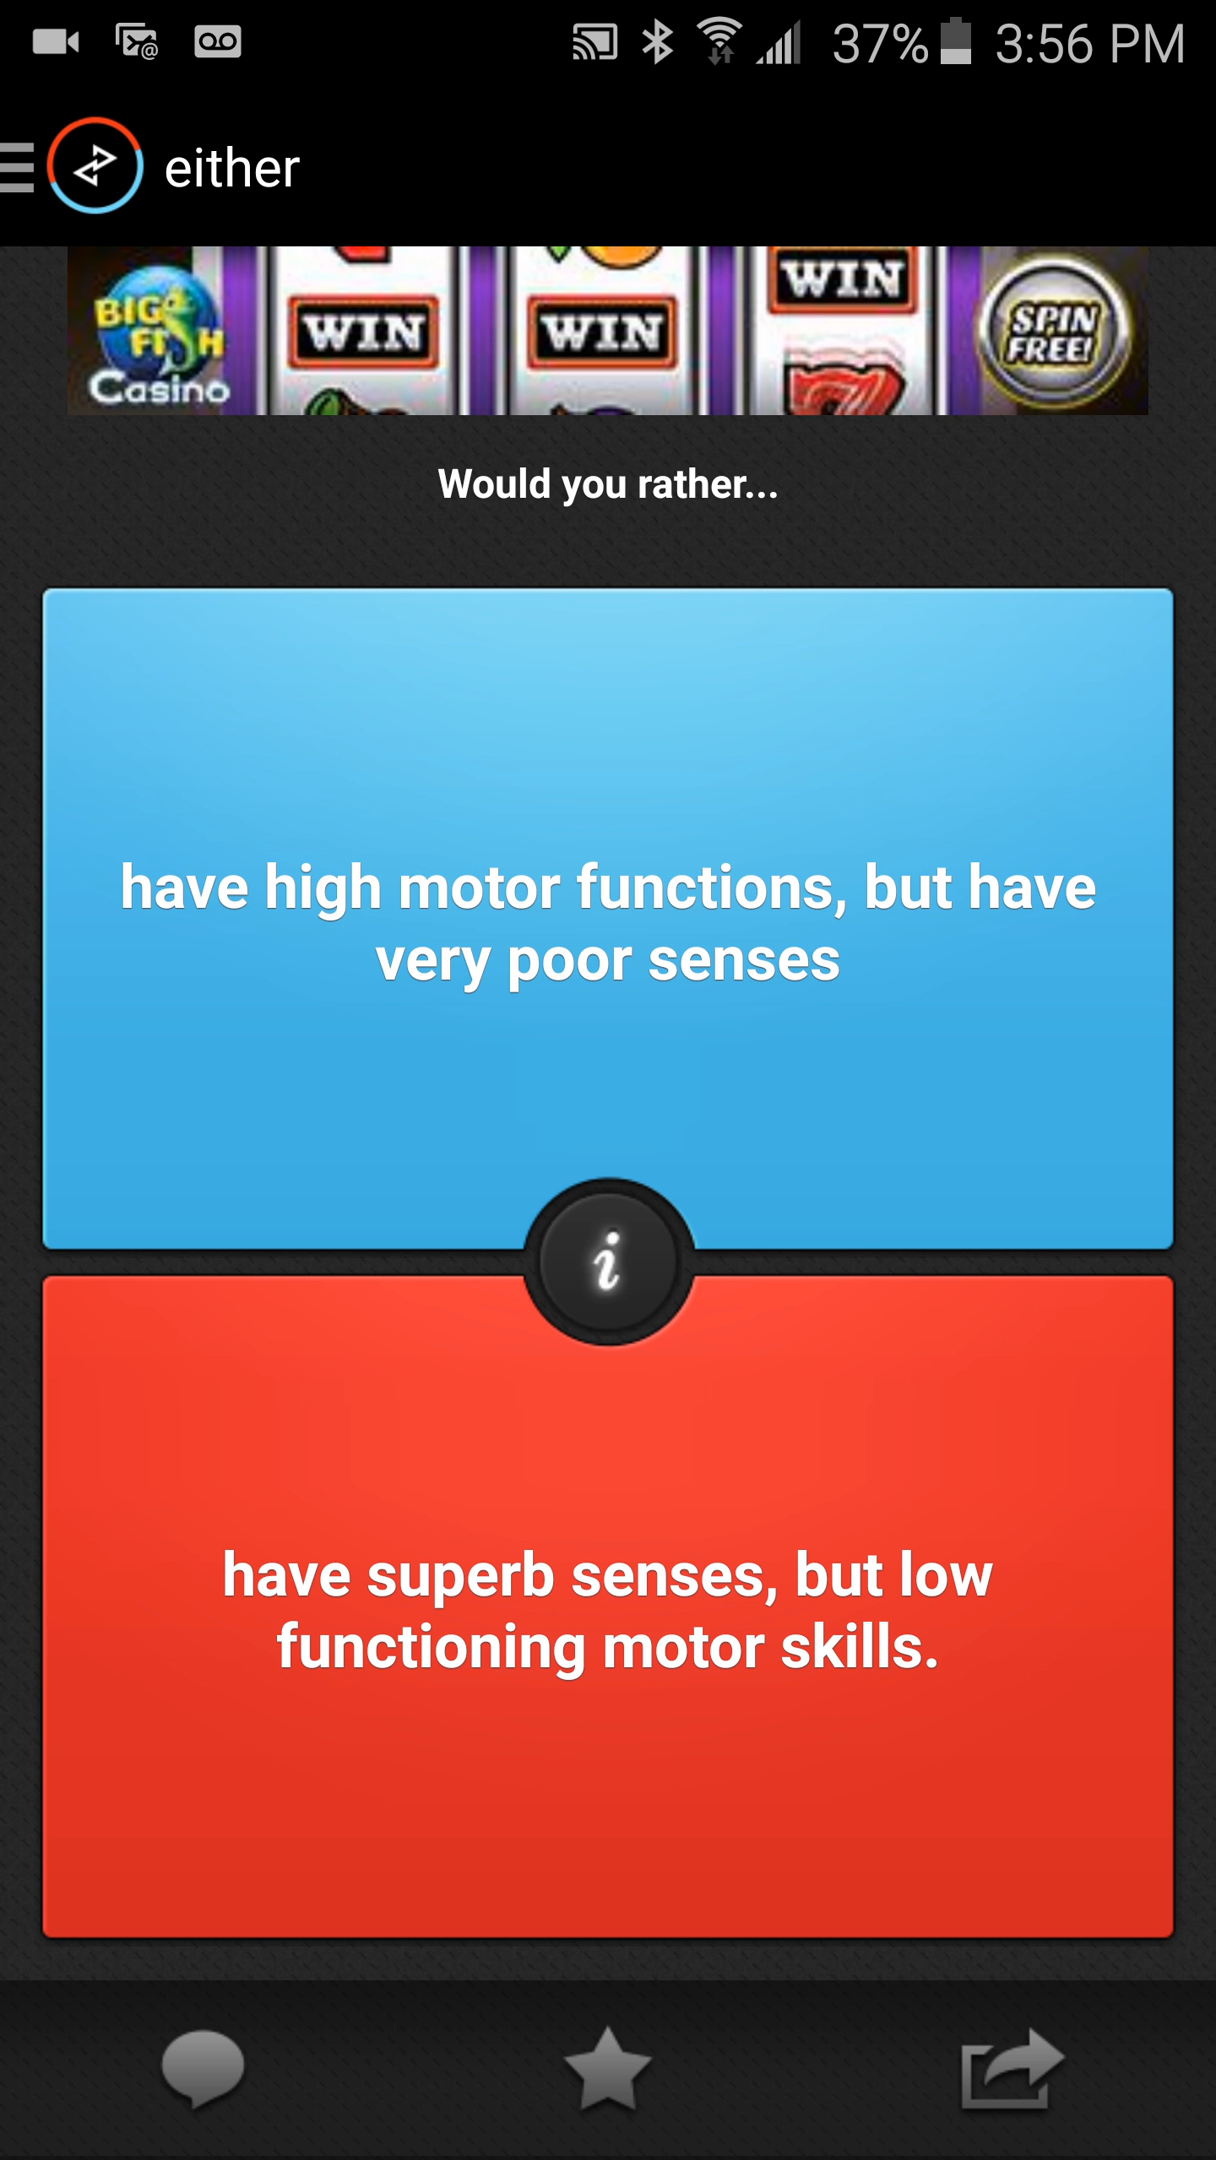 37% 3:56 PM
either
BIG FISH Casino
WIN
WIN
WIN
SPIN FREE!
Would you rather...
have high motor functions, but have
very poor senses
i
have superb senses, but low
functioning motor skills.